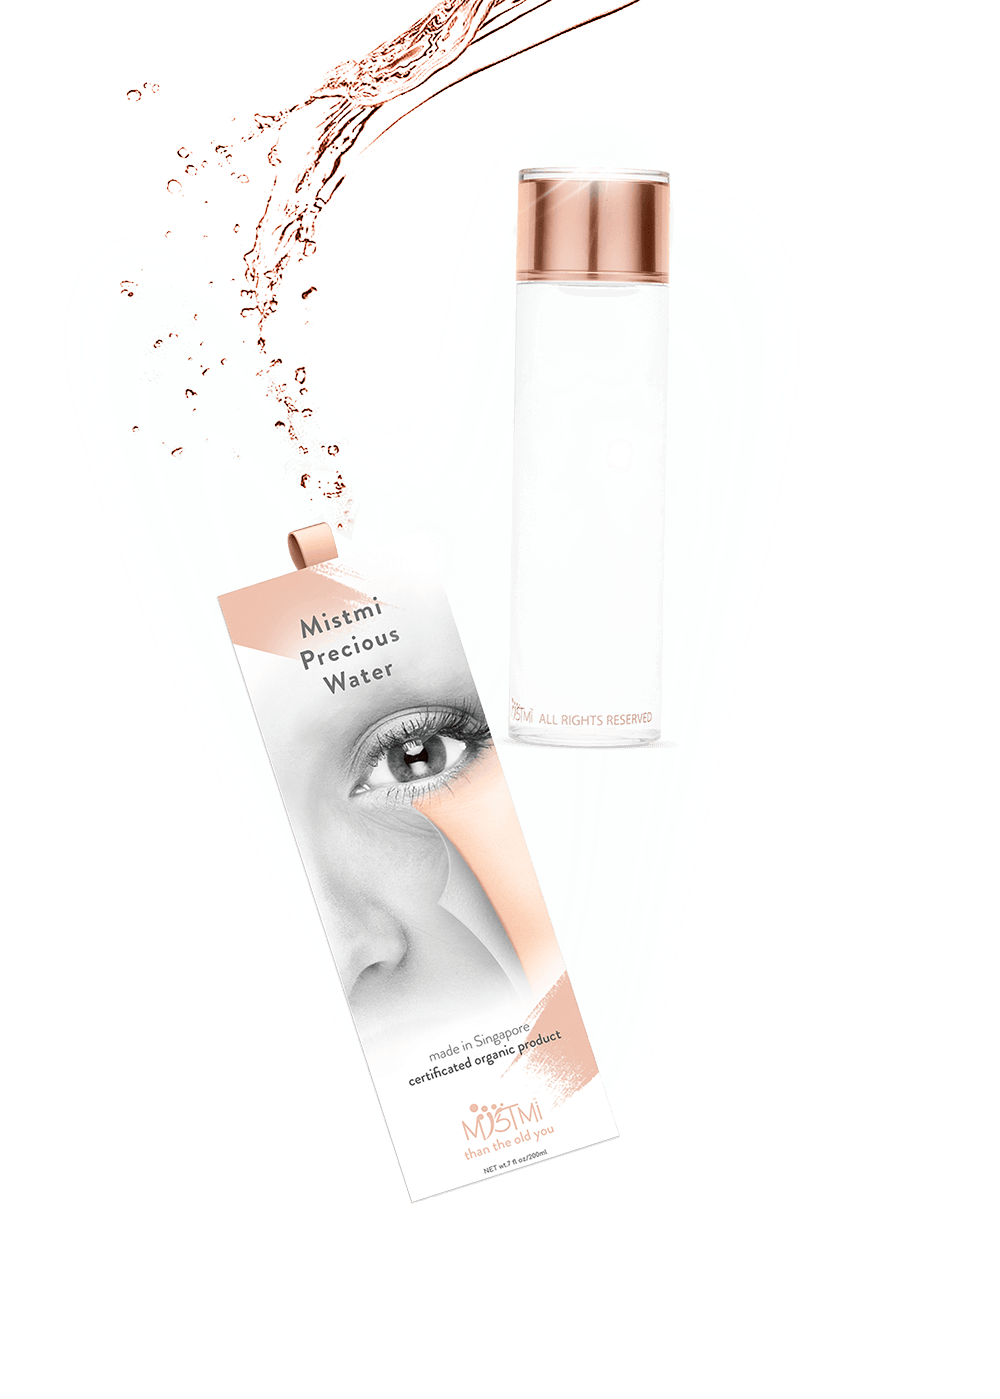 MiSTMi ALL RIGHTS RESERVED
Mistmi
Precious
Water
made in Singapore
certificated organic product
MiSTMi
than the old you
NET wt.7 fl oz/200ml